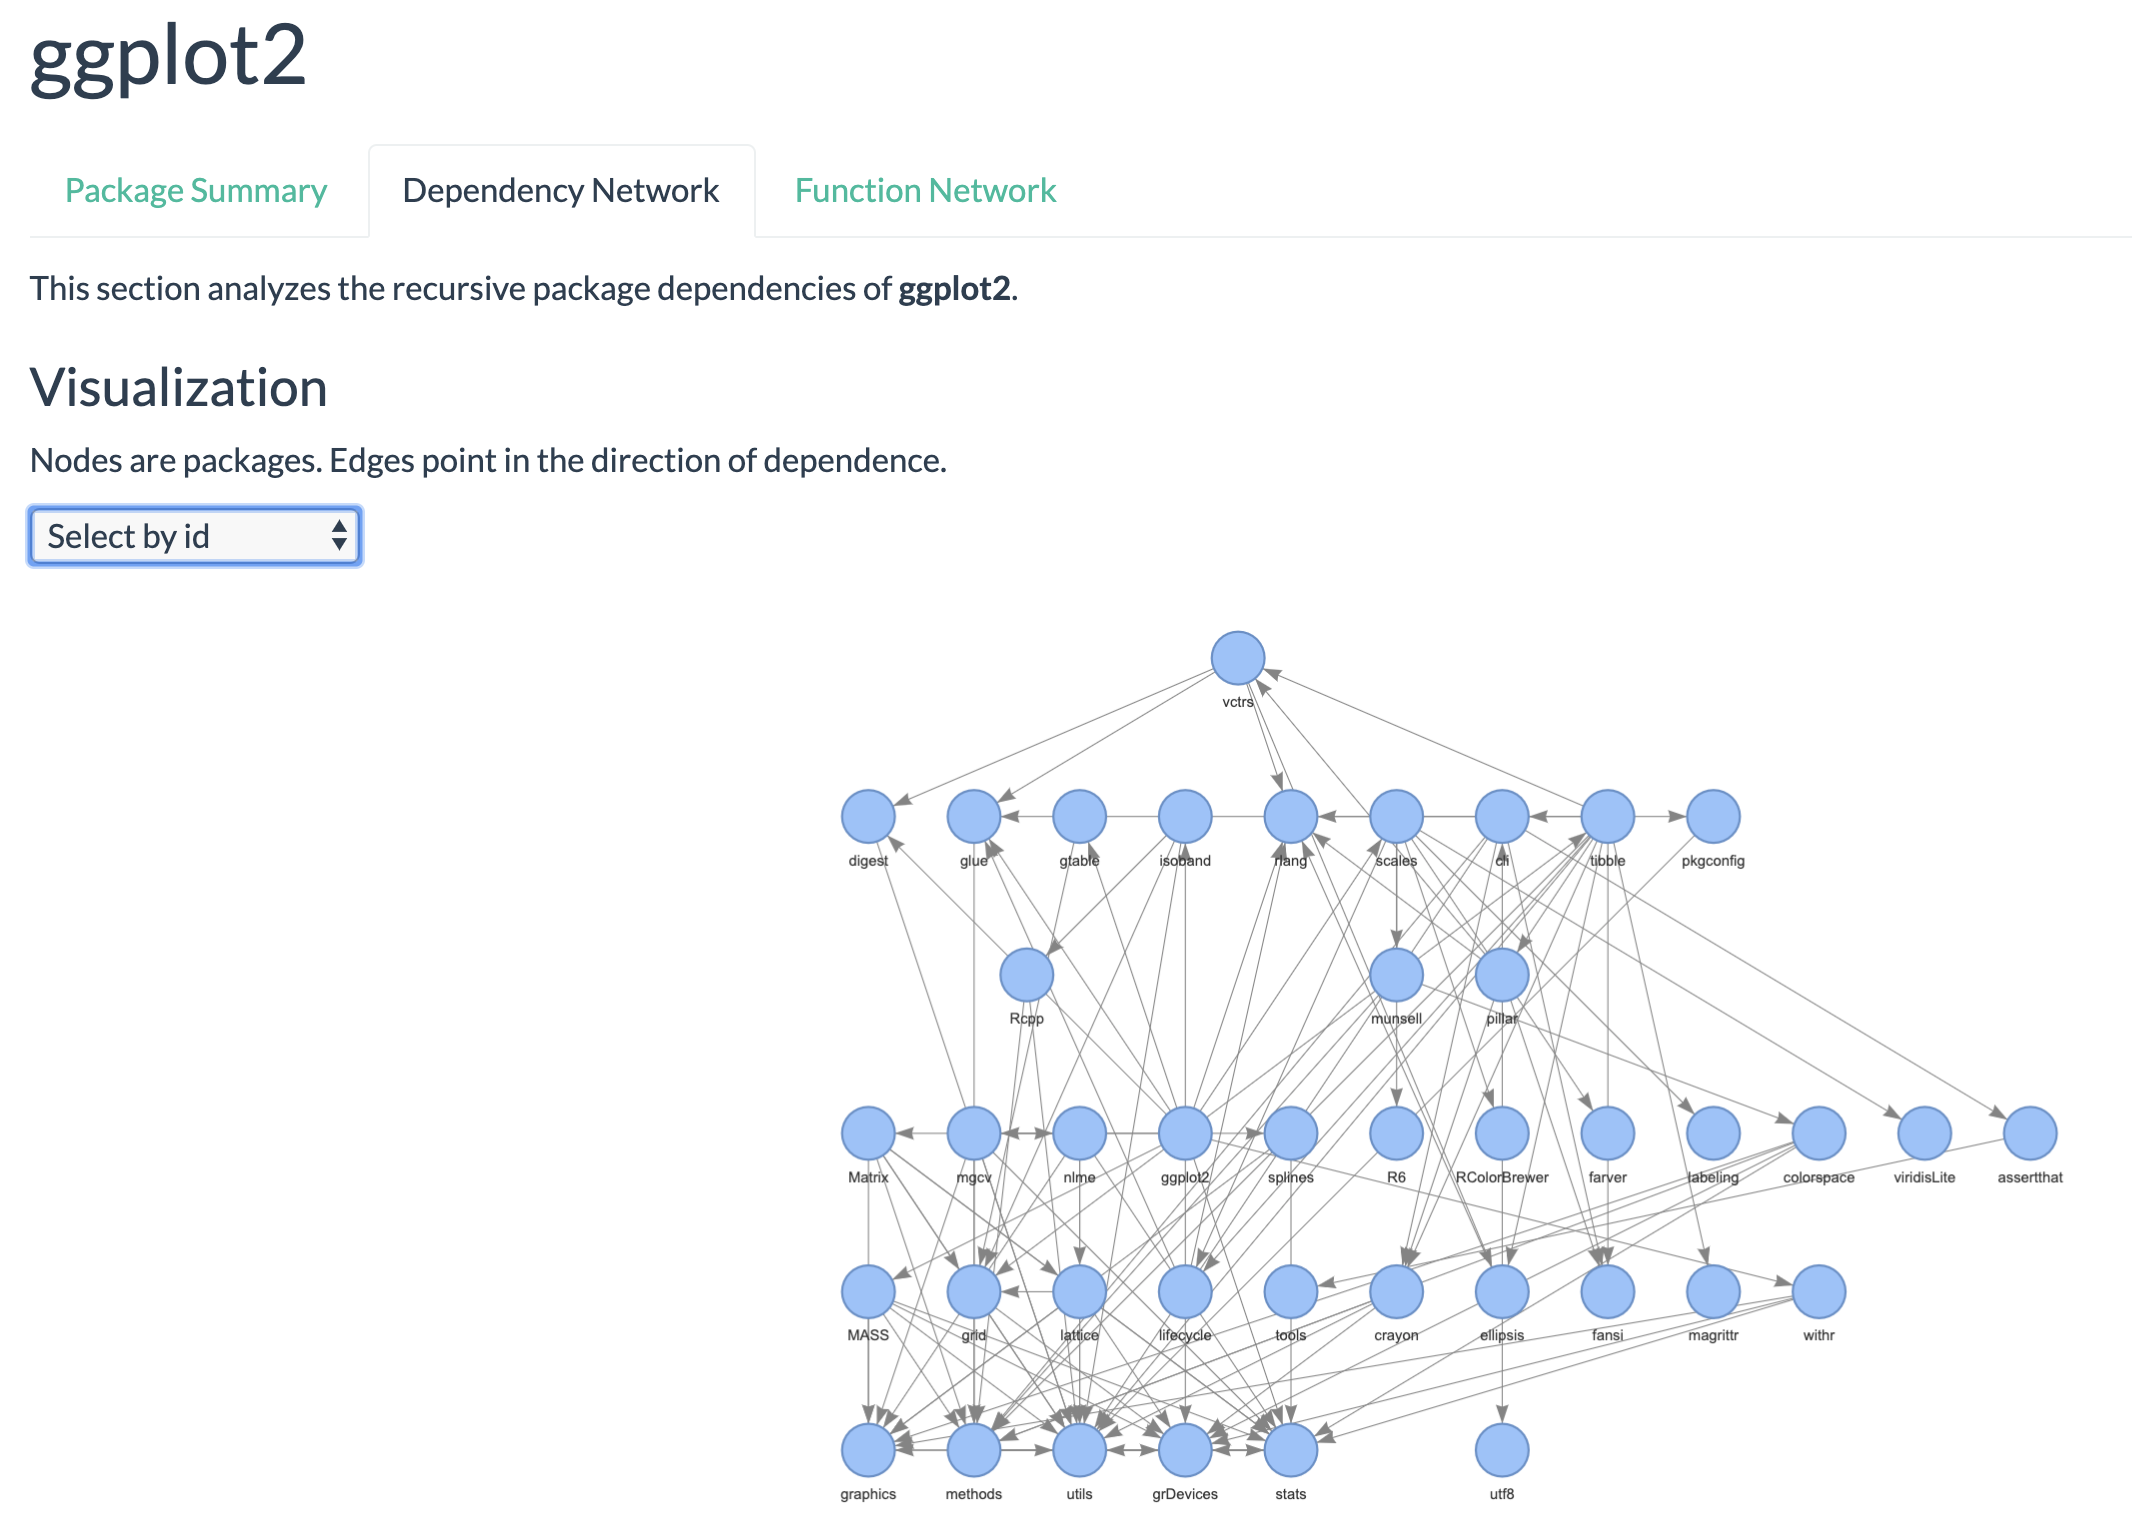 ggplot2
Package Summary
Dependency Network
Function Network
This section analyzes the recursive package dependencies of ggplot2.
Visualization
Nodes are packages. Edges point in the direction of dependence.
Select by id
vctrs
digest
glue
gtable
isoband
rlang
scales
cli
tibble
pkgconfig
Rcpp
munsell
pillar
Matrix
mgcv
nlme
ggplot2
splines
R6
RColorBrewer
farver
labeling
colorspace
viridisLite
assertthat
MASS
grid
lattice
lifecycle
tools
crayon
ellipsis
fansi
magrittr
withr
graphics
methods
utils
grDevices
stats
utf8